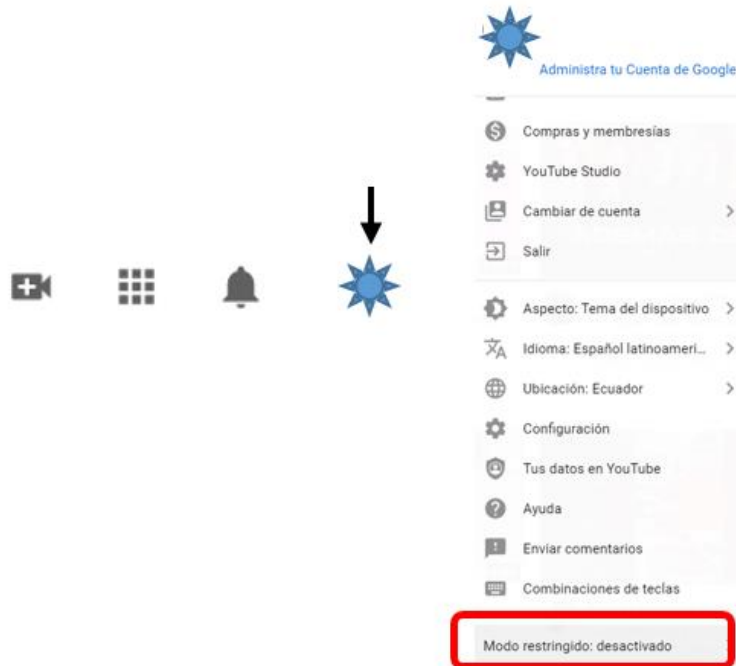 Administra tu Cuenta de Google
Compras y membresías
YouTube Studio
Cambiar de cuenta
Salir
Aspecto: Tema del dispositivo
Idioma: Español latinoameri...
Ubicación: Ecuador
Configuración
Tus datos en YouTube
Ayuda
Enviar comentarios
Combinaciones de teclas
Modo restringido: desactivado